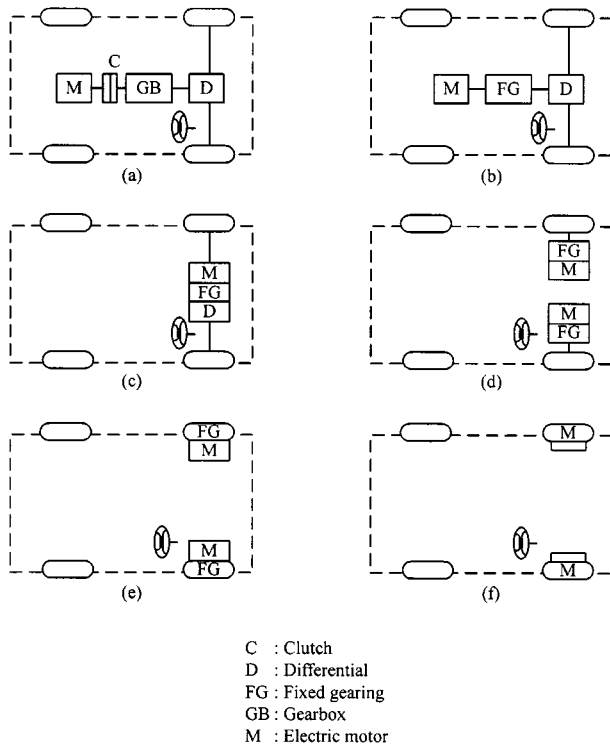 C
M GB D
(a)
M FG D
(b)
M
FG
D
(c)
FG
M
M
FG
(d)
FG
M
M
FG
(e)
M
M
(f)
C : Clutch
D : Differential
FG : Fixed gearing
GB : Gearbox
M : Electric motor